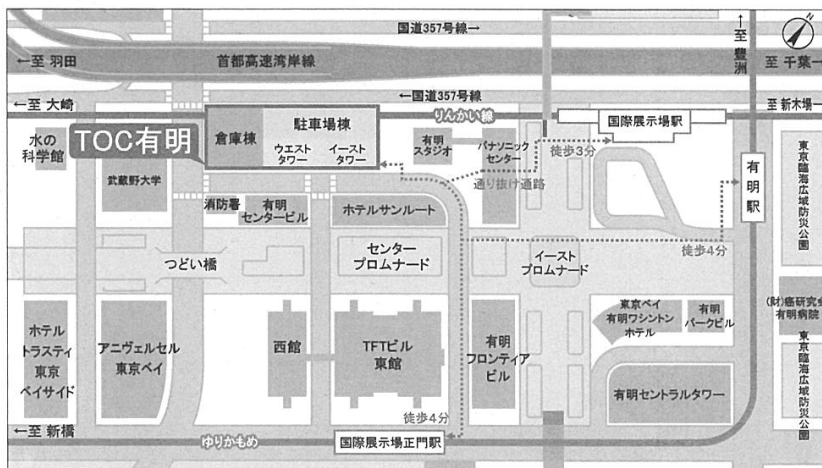 国道357号線→
←至 豊洲
←至 羽田
首都高速湾岸線
至 千葉→
←国道357号線
←至 大崎
りんかい線
国際展示場駅
至 新木場→
水の
科学館
TOC有明
倉庫棟
駐車場棟
ウエスト
タワー
イースト
タワー
有明
スタジオ
パナソニック
センター
徒歩3分
通り抜け通路
有明駅
東京臨海広域防災公園
武蔵野大学
消防署
有明
センタービル
ホテルサンルート
徒歩4分
つどい橋
センター
プロムナード
イースト
プロムナード
(財)癌研究会
有明病院
ホテル
トラスティ
東京
ベイサイド
アニヴェルセル
東京ベイ
西館
TFTビル
東館
有明
フロンティア
ビル
東京ベイ
有明ワシントン
ホテル
有明
パークビル
有明セントラルタワー
東京臨海広域防災公園
徒歩4分
←至 新橋
ゆりかもめ
国際展示場正門駅